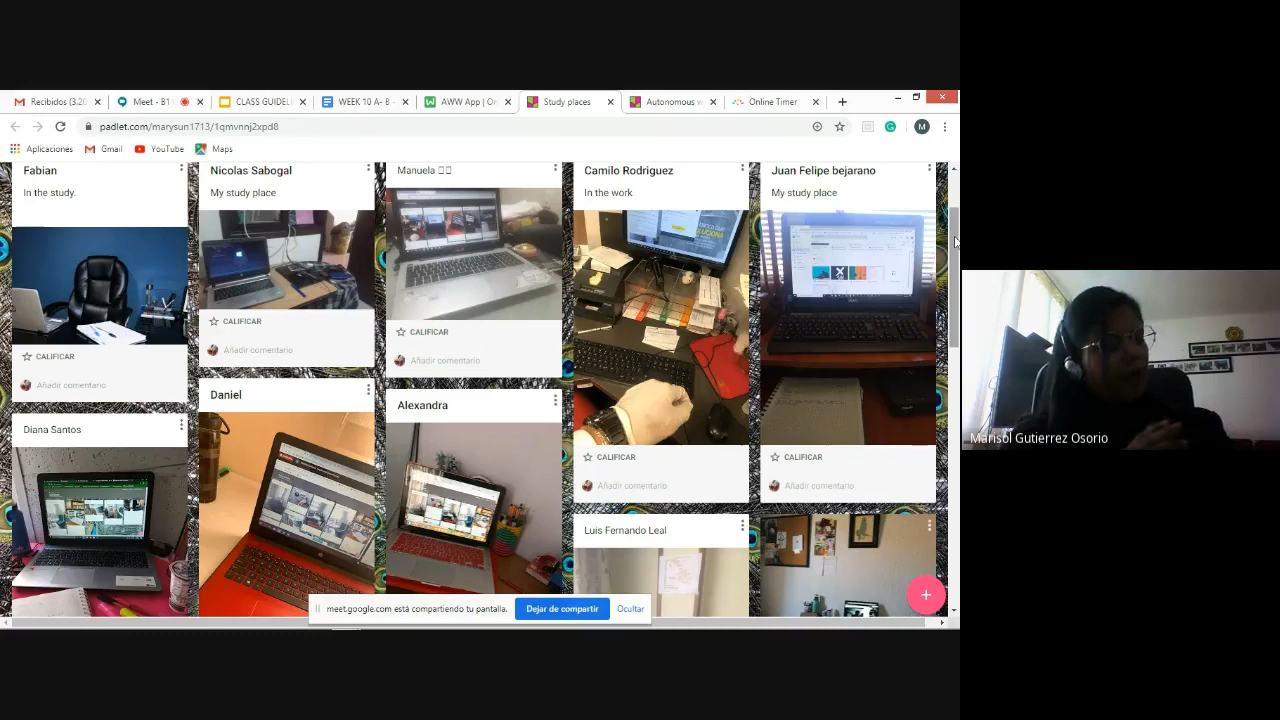 Recibidos (3.20
Meet - B1
CLASS GUIDELI
WEEK 10 A- B -
AWW App | On
Study places
Autonomous w
Online Timer
padlet.com/marysun1713/1qmvnnj2xpd8
M
Aplicaciones
Gmail
YouTube
Maps
Fabian
In the study.
CALIFICAR
Añadir comentario
Diana Santos
Nicolas Sabogal
My study place
CALIFICAR
Añadir comentario
Daniel
Manuela
CALIFICAR
Añadir comentario
Alexandra
Camilo Rodriguez
In the work
CALIFICAR
Añadir comentario
Luis Fernando Leal
Juan Felipe bejarano
My study place
CALIFICAR
Añadir comentario
meet.google.com está compartiendo tu pantalla.
Dejar de compartir
Ocultar
Marisol Gutierrez Osorio